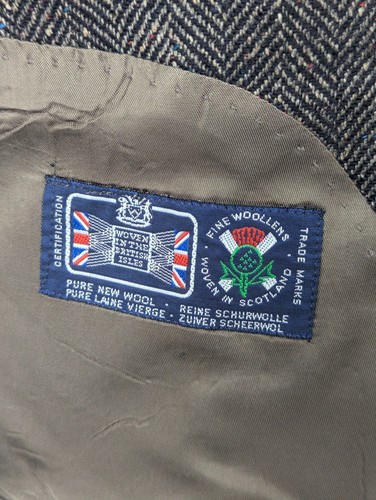 CERTIFICATION
WOVEN
IN THE
BRITISH
ISLES
FINE WOOLLENS
WOVEN IN SCOTLAND
TRADE MARKS
PURE NEW WOOL · REINE SCHURWOLLE
PURE LAINE VIERGE · ZUIVER SCHEERWOL